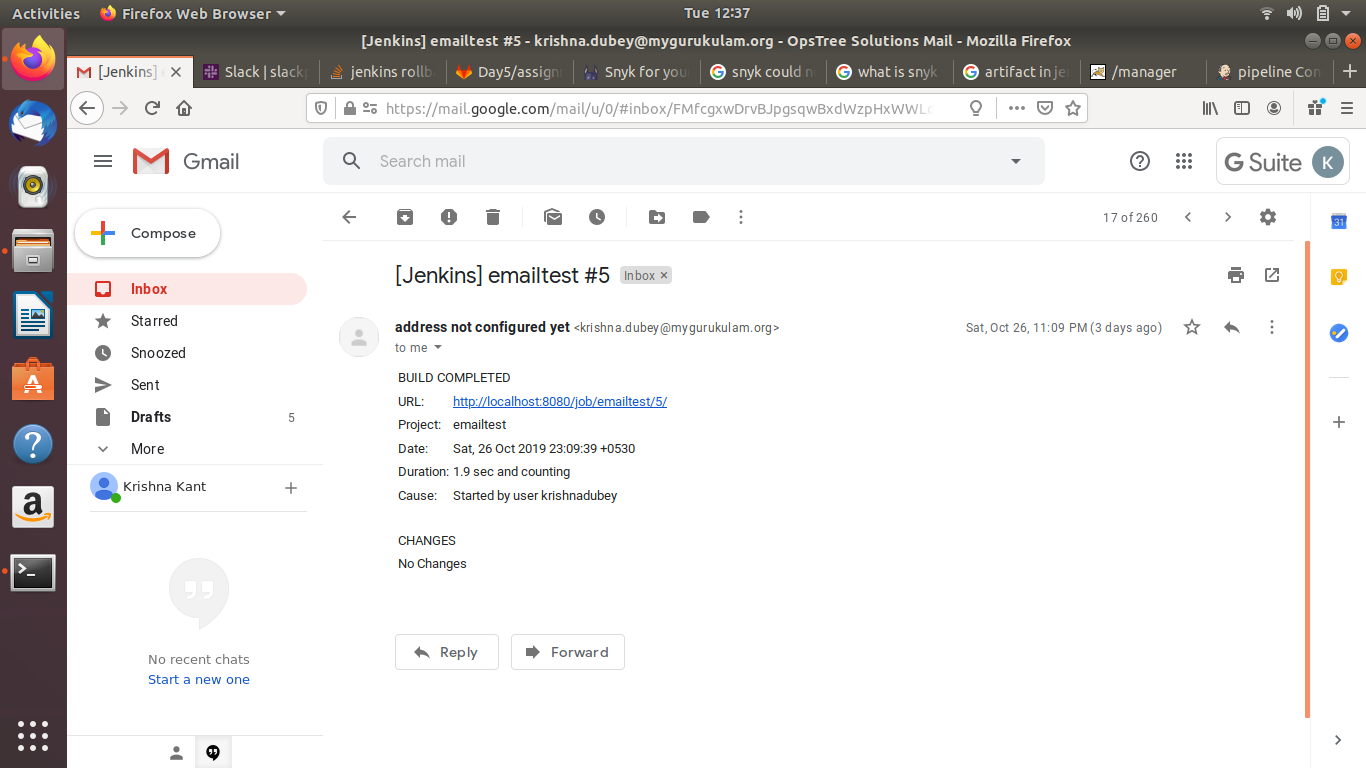 Activities Firefox Web Browser Tue 12:37
[Jenkins] emailtest #5 - krishna.dubey@mygurukulam.org - OpsTree Solutions Mail - Mozilla Firefox
[Jenkins] Slack | slack jenkins rollb Day5/assign Snyk for you snyk could n what is snyk artifact in je /manager pipeline Con
https://mail.google.com/mail/u/0/#inbox/FMfcgxwDrvBJpgsqwBxdWzpHxWWL
Gmail
Search mail
G Suite K
Compose
17 of 260
31
Inbox
Starred
Snoozed
Sent
Drafts 5
More
Krishna Kant
No recent chats
Start a new one
[Jenkins] emailtest #5 Inbox
address not configured yet <krishna.dubey@mygurukulam.org> Sat, Oct 26, 11:09 PM (3 days ago)
to me
BUILD COMPLETED
URL: http://localhost:8080/job/emailtest/5/
Project: emailtest
Date: Sat, 26 Oct 2019 23:09:39 +0530
Duration: 1.9 sec and counting
Cause: Started by user krishnadubey
CHANGES
No Changes
Reply Forward